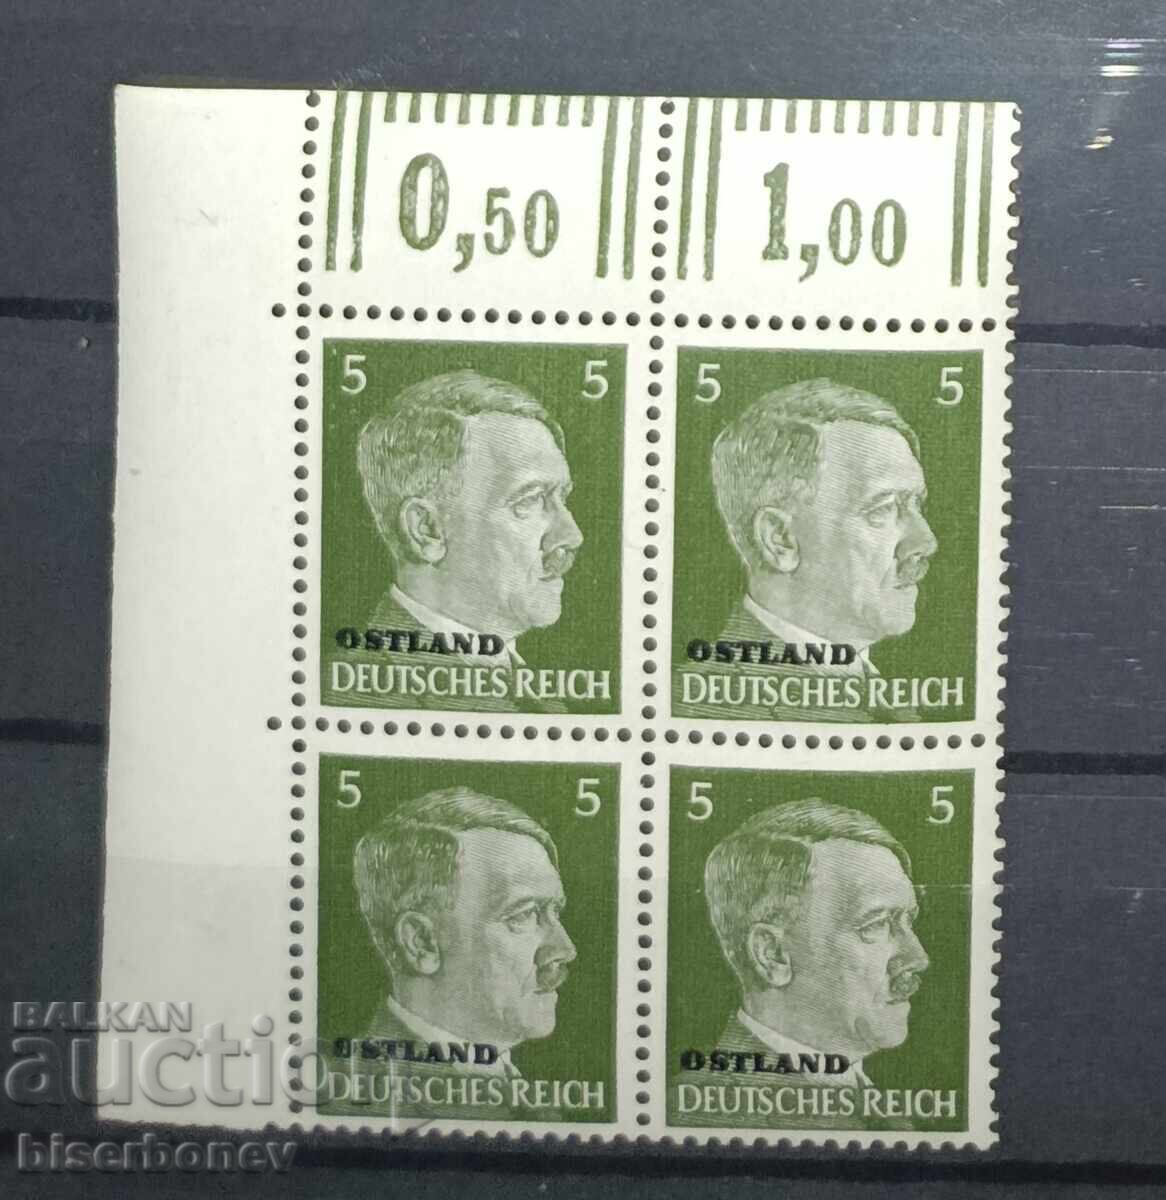 0,50 1,00
5 5 5 5
OSTLAND OSTLAND
DEUTSCHES REICH DEUTSCHES REICH
5 5 5 5
OSTLAND OSTLAND
DEUTSCHES REICH DEUTSCHES REICH
BALKAN
auction
biserbonev